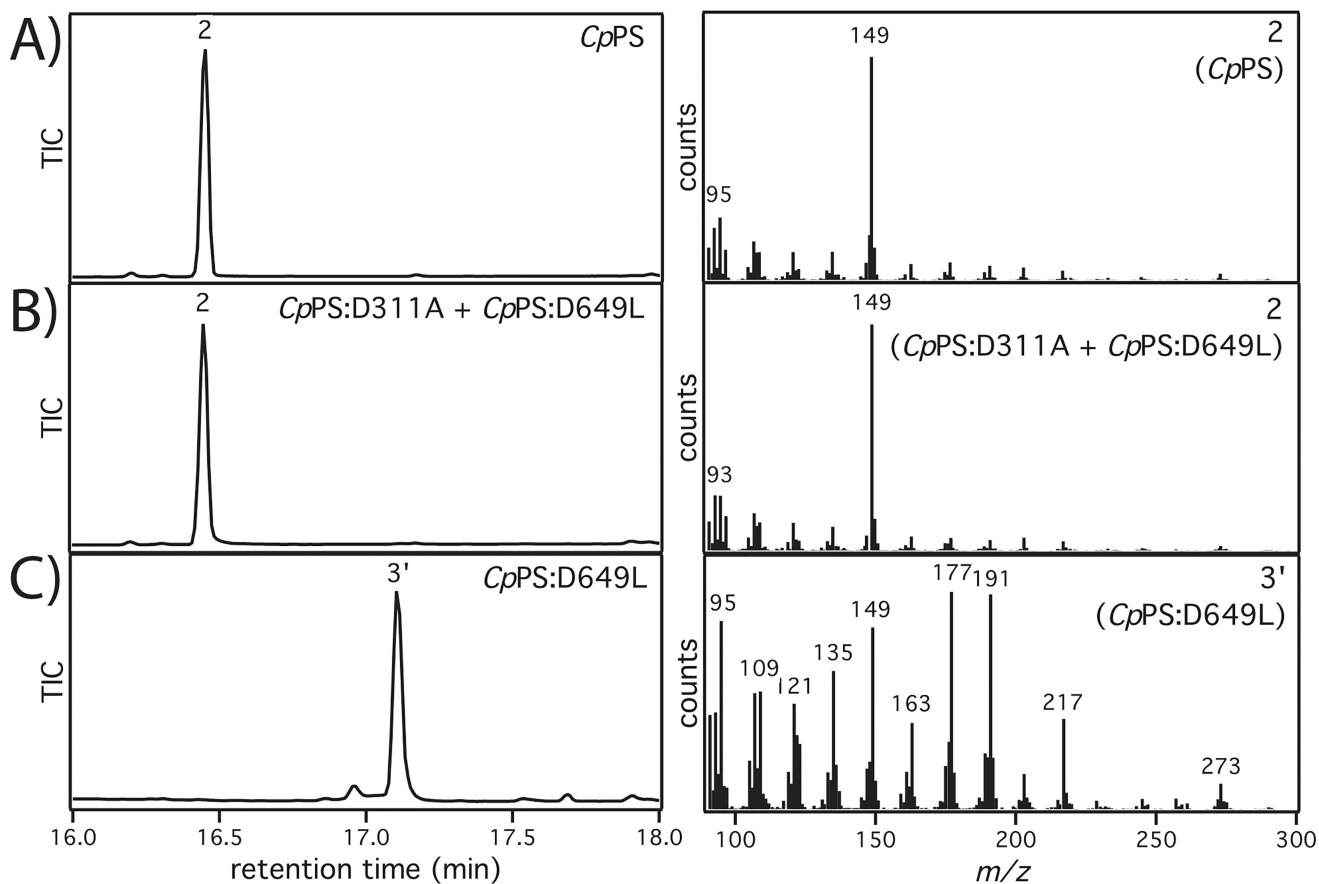 A)
2
CpPS
TIC
149
2
(CpPS)
95
counts
B)
2
CpPS:D311A + CpPS:D649L
TIC
149
2
(CpPS:D311A + CpPS:D649L)
93
counts
C)
3'
CpPS:D649L
TIC
177
191
3'
(CpPS:D649L)
95
149
135
109
121
163
217
273
counts
16.0 16.5 17.0 17.5 18.0
retention time (min)
100 150 200 250 300
m/z